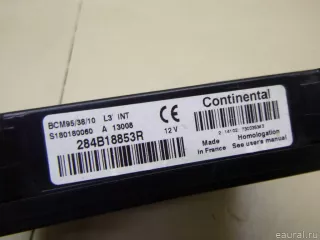 BCM95/38/10 L3' INT
S180180060 A 13008
284B18853R
12 V
CE
Continental
Made in France
Homologation See users manual
eaural.ru